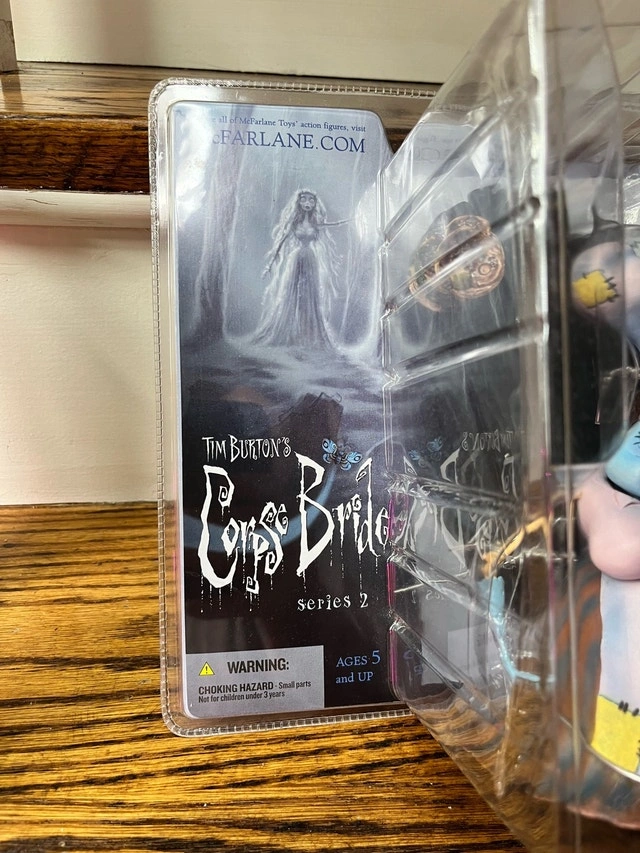 all of McFarlane Toys' action figures, visit
cFARLANE.COM
TIM BURTON'S
Corpse Bride
series 2
WARNING:
CHOKING HAZARD - Small parts
Not for children under 3 years
AGES 5
and UP